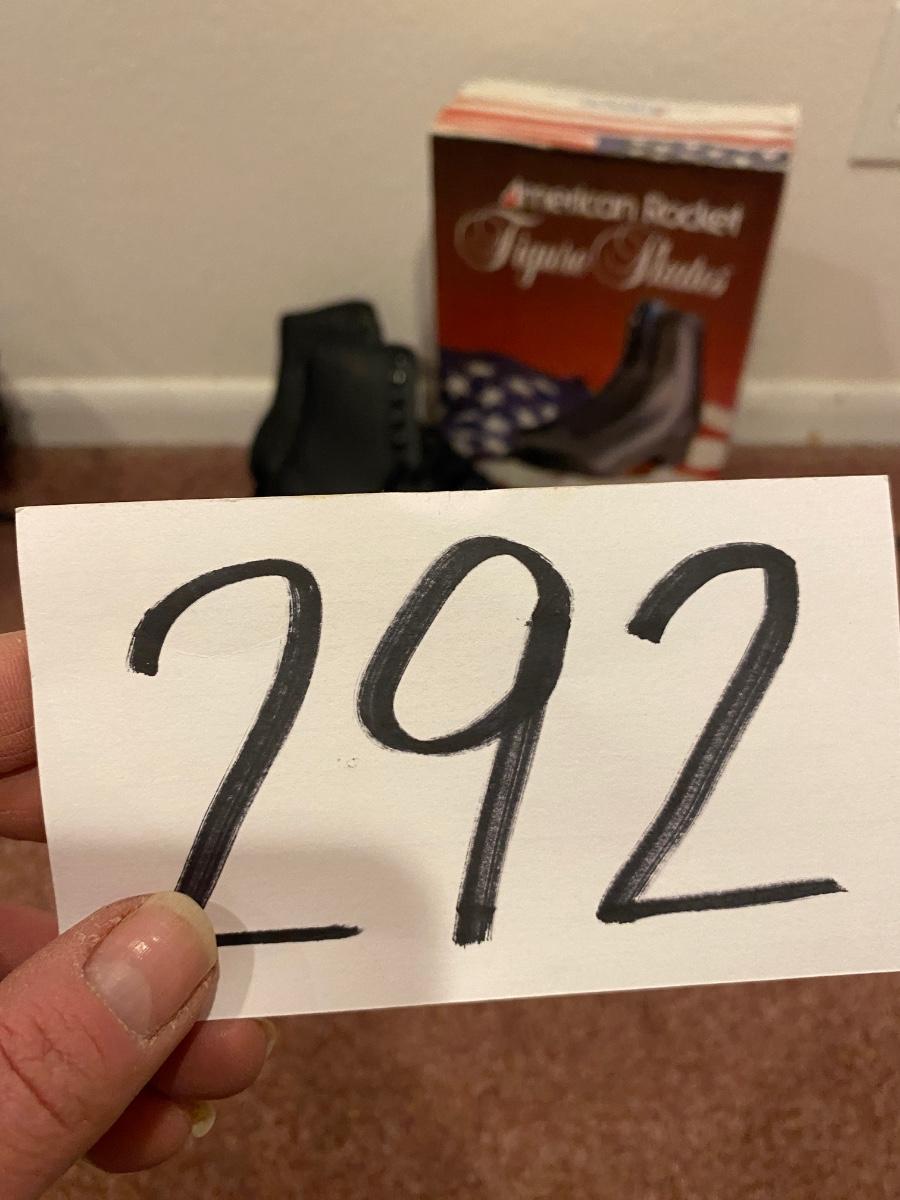 American Rocket
Figure Skates
292